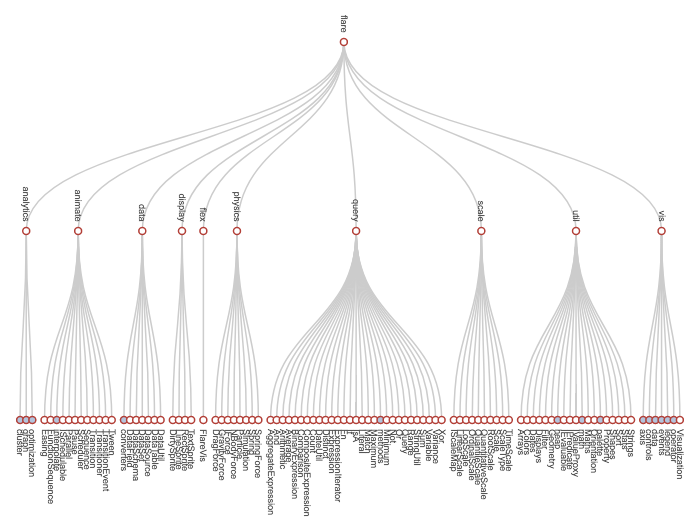 flare
analytics
animate
data
display
flex
physics
query
scale
util
vis
cluster
graph
optimization
Easing
FunctionSequence
interpolate
ISchedulable
Parallel
Pause
Scheduler
Sequence
Transition
Transitioner
TransitionEvent
Tween
converters
DataField
DataSchema
DataSet
DataSource
DataTable
DataUtil
DirtySprite
LineSprite
RectSprite
TextSprite
FlareVis
DragForce
GravityForce
IForce
NBodyForce
Particle
Simulation
Spring
SpringForce
AggregateExpression
And
Arithmetic
Average
BinaryExpression
Comparison
CompositeExpression
Count
DateUtil
Distinct
Expression
ExpressionIterator
Fn
If
IsA
Literal
Match
Maximum
methods
Minimum
Not
Or
Query
Range
StringUtil
Sum
Variable
Variance
Xor
IScaleMap
LinearScale
LogScale
OrdinalScale
QuantileScale
QuantitativeScale
RootScale
Scale
ScaleType
TimeScale
Arrays
Colors
Dates
Displays
Filter
Geometry
heap
IEvaluable
IPredicate
IValueProxy
math
Maths
Orientation
palette
Property
Shapes
Sort
Stats
Strings
axis
controls
data
events
legend
operator
Visualization